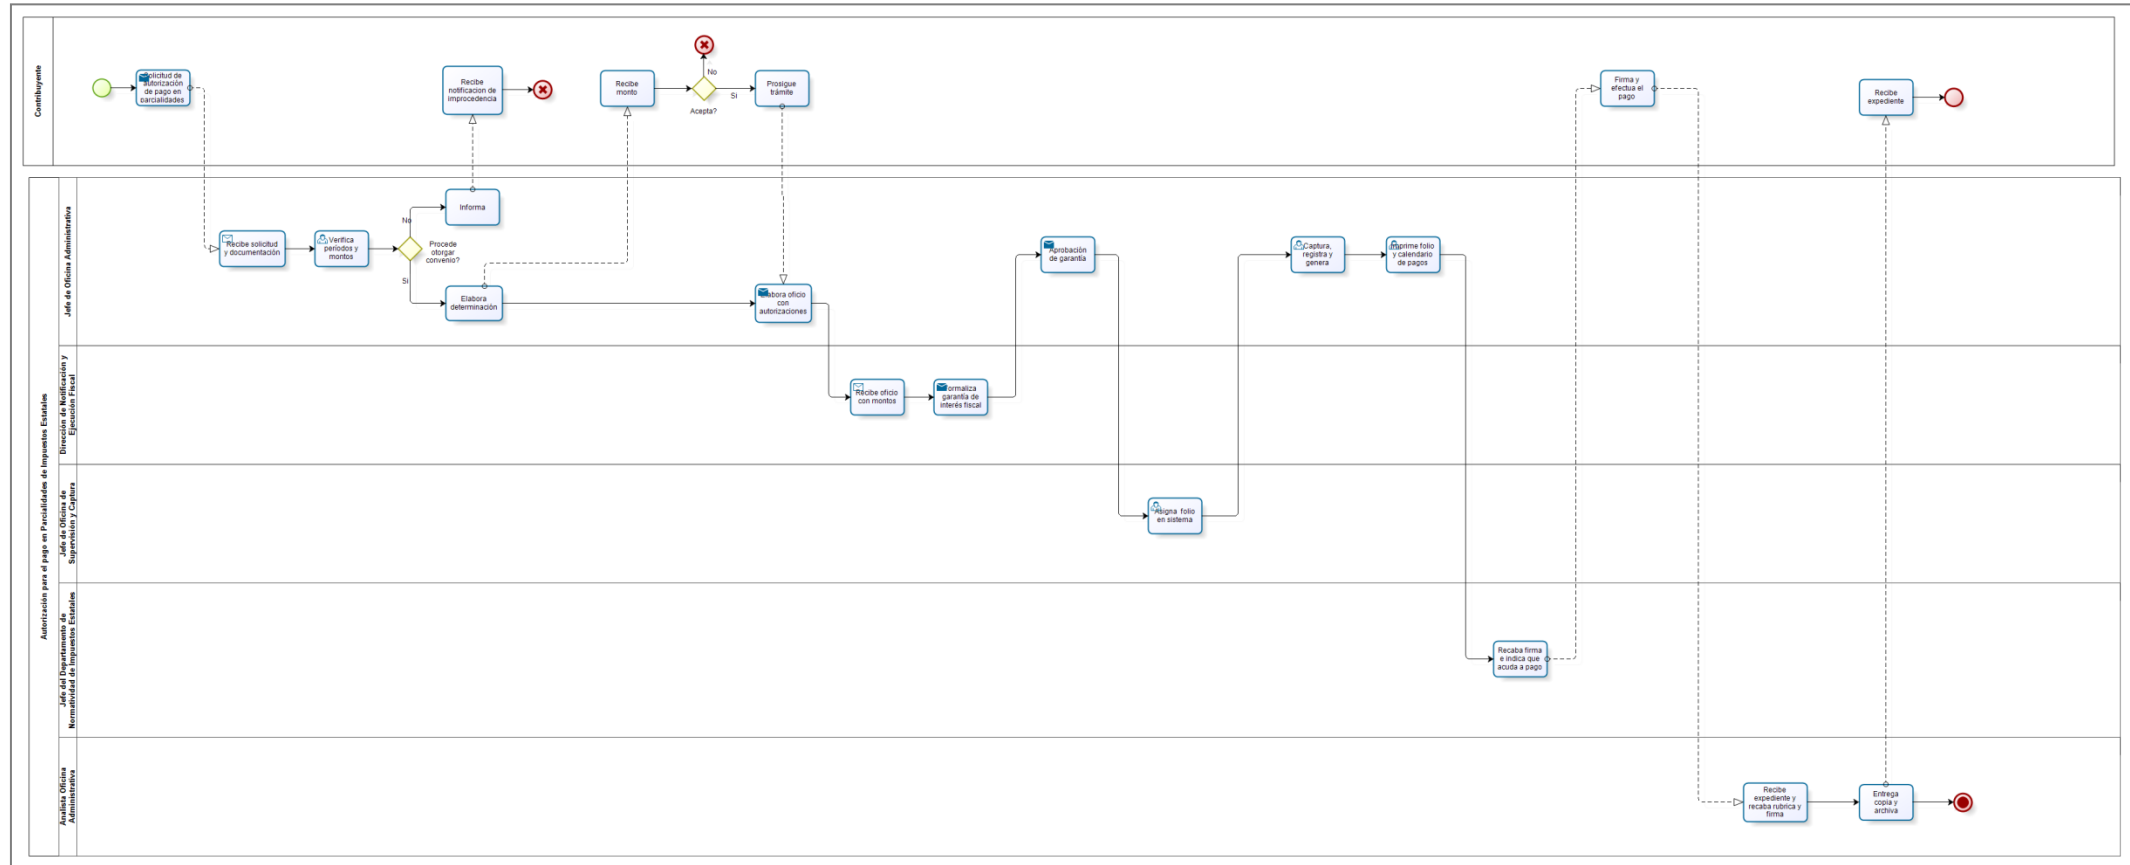 Contribuyente
Solicitud de
autorización
de pago en
parcialidades
Recibe
notificacion de
improcedencia
Recibe
monto
No
Si
Acepta?
Prosigue
trámite
Firma y
efectua el
pago
Recibe
expediente
Autorización para el pago en Parcialidades de Impuestos Estatales
Jefe de Oficina Administrativa
Recibe solicitud
y documentación
Verifica
períodos y
montos
No
Procede
otorgar
convenio?
Si
Informa
Elabora
determinación
Elabora oficio
con
autorizaciones
Aprobación
de garantía
Captura,
registra y
genera
Imprime folio
y calendario
de pagos
Dirección de Notificación y
Ejecución Fiscal
Recibe oficio
con montos
Formaliza
garantía de
interés fiscal
Jefe de Oficina de
Supervisión y Captura
Asigna folio
en sistema
Jefe del Departamento de
Normatividad de Impuestos Estatales
Recaba firma
e indica que
acuda a pago
Analista Oficina
Administrativa
Recibe
expediente y
recaba rubrica y
firma
Entrega
copia y
archiva